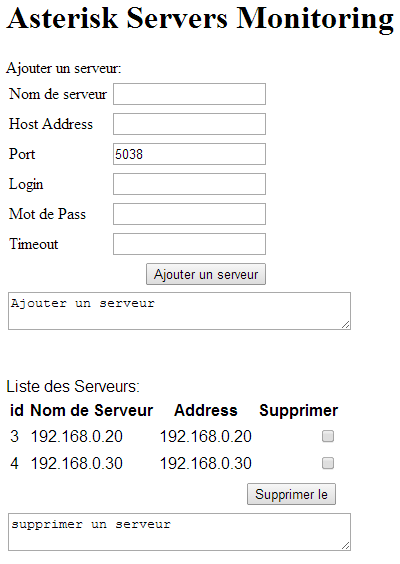 Asterisk Servers Monitoring
Ajouter un serveur:
Nom de serveur
Host Address
Port 5038
Login
Mot de Pass
Timeout
Ajouter un serveur
Ajouter un serveur
Liste des Serveurs:
id Nom de Serveur Address Supprimer
3 192.168.0.20 192.168.0.20
4 192.168.0.30 192.168.0.30
Supprimer le
supprimer un serveur